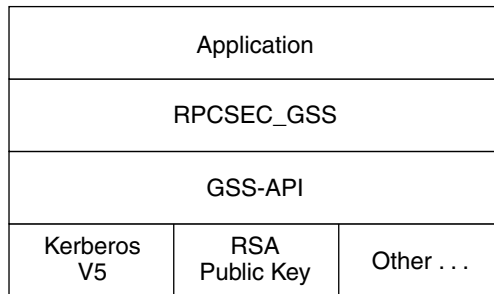 Application
RPCSEC_GSS
GSS-API
Kerberos
V5
RSA
Public Key
Other . . .